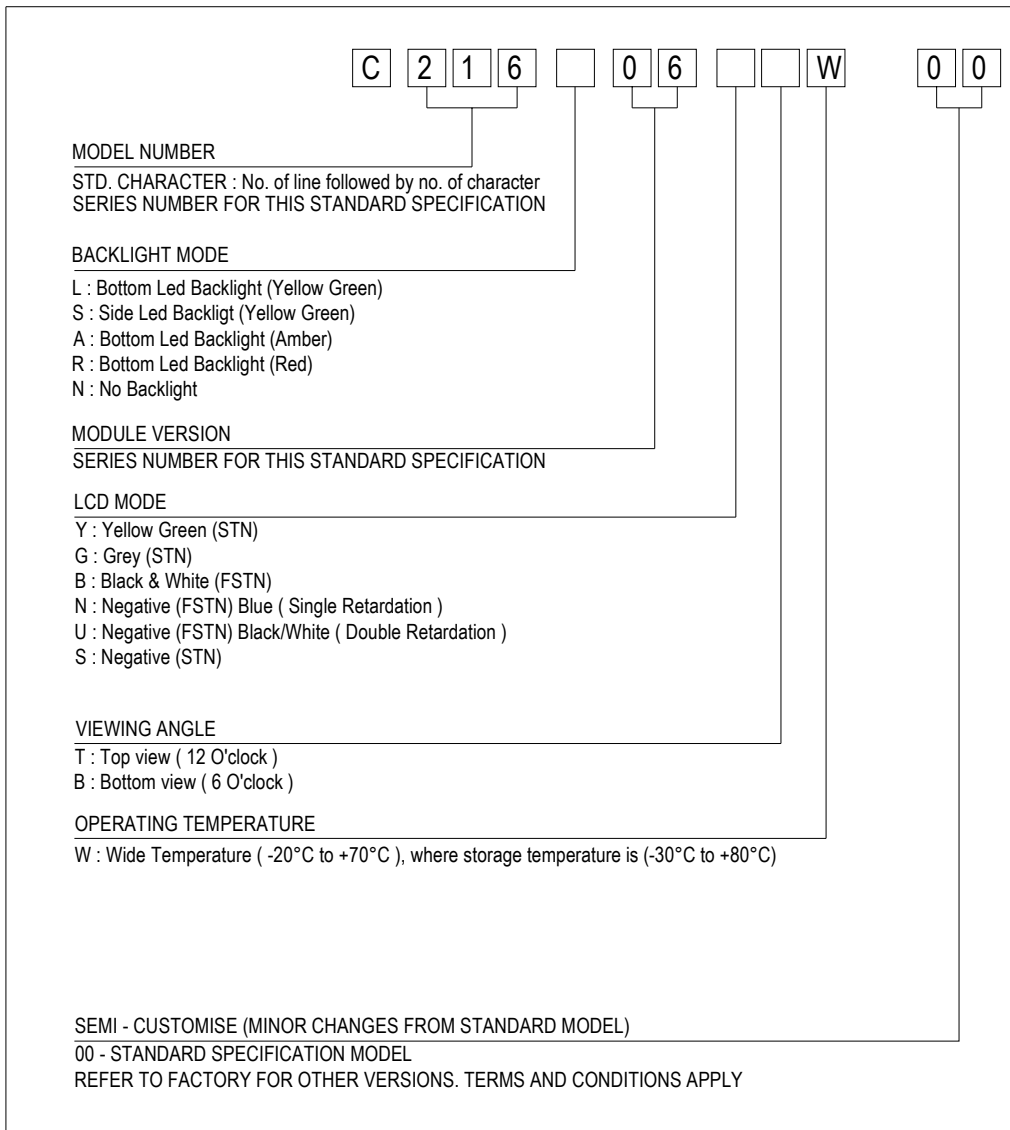 C 2 1 6 0 6 W 0 0
MODEL NUMBER
STD. CHARACTER : No. of line followed by no. of character
SERIES NUMBER FOR THIS STANDARD SPECIFICATION
BACKLIGHT MODE
L : Bottom Led Backlight (Yellow Green)
S : Side Led Backligt (Yellow Green)
A : Bottom Led Backlight (Amber)
R : Bottom Led Backlight (Red)
N : No Backlight
MODULE VERSION
SERIES NUMBER FOR THIS STANDARD SPECIFICATION
LCD MODE
Y : Yellow Green (STN)
G : Grey (STN)
B : Black & White (FSTN)
N : Negative (FSTN) Blue ( Single Retardation )
U : Negative (FSTN) Black/White ( Double Retardation )
S : Negative (STN)
VIEWING ANGLE
T : Top view ( 12 O'clock )
B : Bottom view ( 6 O'clock )
OPERATING TEMPERATURE
W : Wide Temperature ( -20°C to +70°C ), where storage temperature is (-30°C to +80°C)
SEMI - CUSTOMISE (MINOR CHANGES FROM STANDARD MODEL)
00 - STANDARD SPECIFICATION MODEL
REFER TO FACTORY FOR OTHER VERSIONS. TERMS AND CONDITIONS APPLY